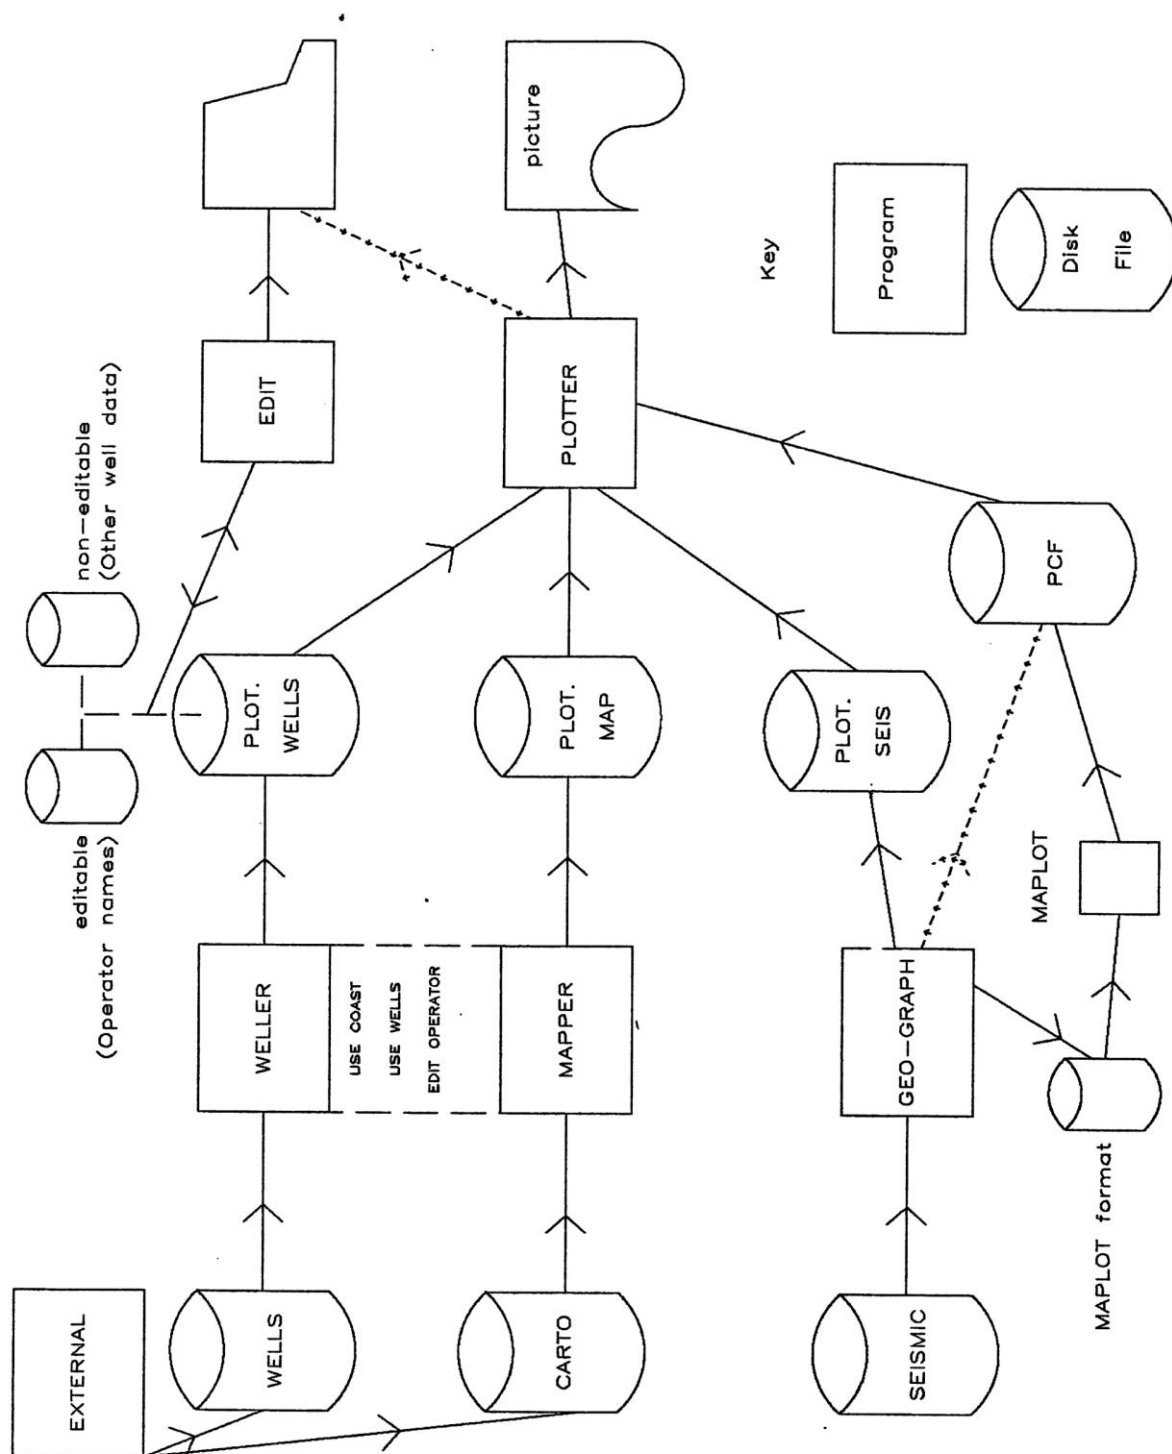 EXTERNAL
WELLS
WELLER
PLOT.
WELLS
editable
(Operator names)
non-editable
(Other well data)
EDIT
USE COAST
USE WELLS
EDIT OPERATOR
CARTO
MAPPER
PLOT.
MAP
PLOTTER
picture
SEISMIC
GEO-GRAPH
PLOT.
SEIS
MAPLOT format
MAPLOT
PCF
Key
Program
Disk
File